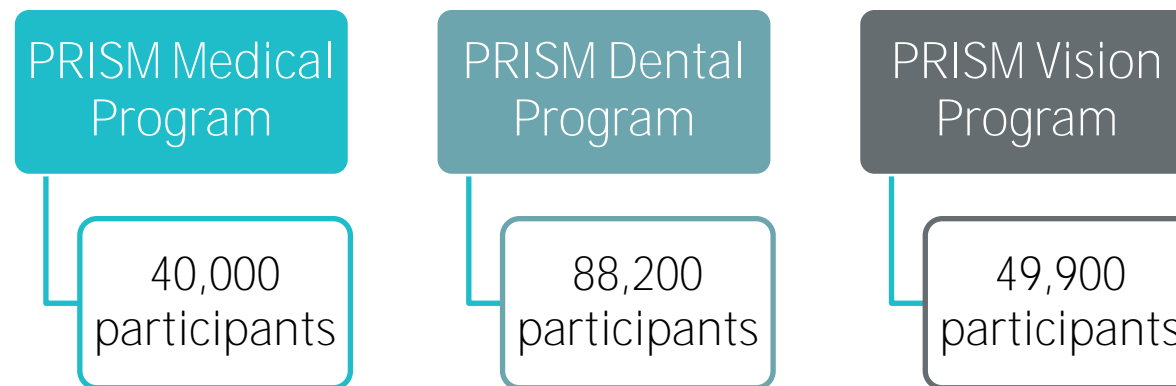 PRISM Medical
Program
40,000
participants
PRISM Dental
Program
88,200
participants
PRISM Vision
Program
49,900
participants